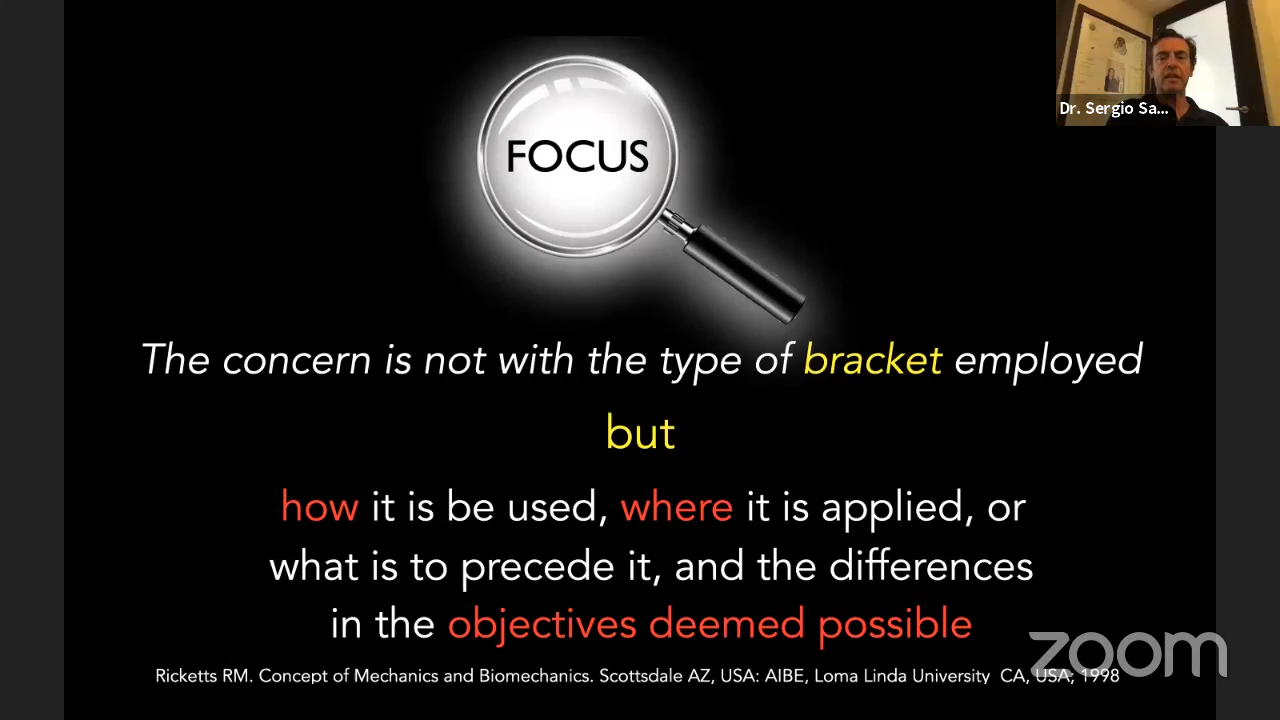 FOCUS
Dr. Sergio Sa...
The concern is not with the type of bracket employed
but
how it is be used, where it is applied, or
what is to precede it, and the differences
in the objectives deemed possible
zoom
Ricketts RM. Concept of Mechanics and Biomechanics. Scottsdale AZ, USA: AIBE, Loma Linda University CA, USA; 1998